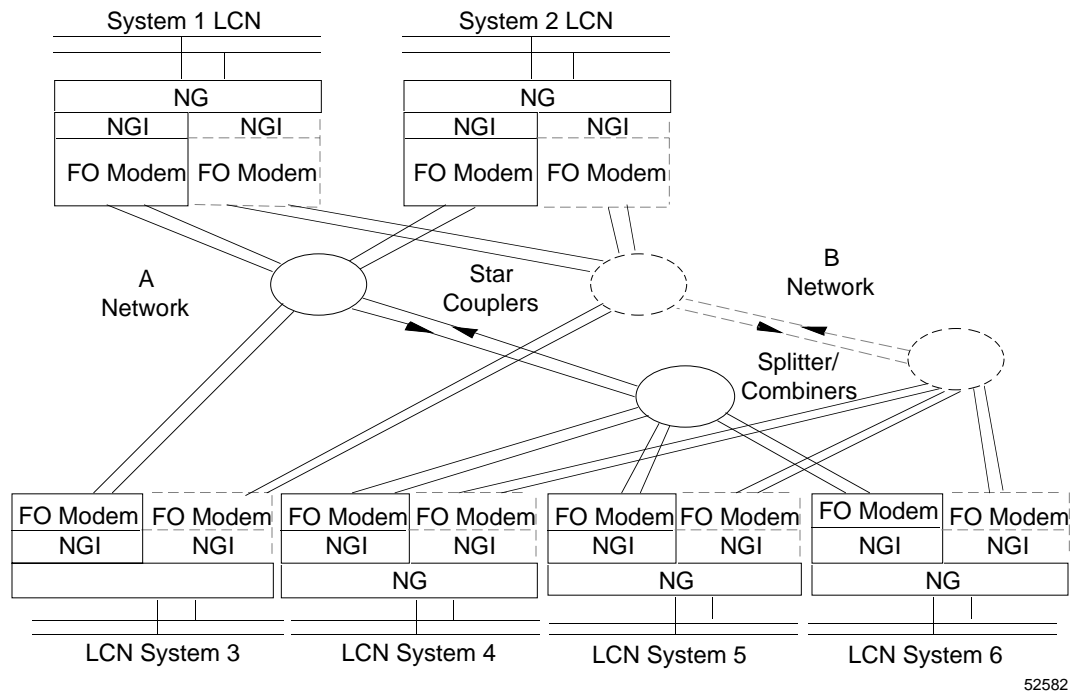 System 1 LCN
System 2 LCN
NG
NG
NGI
NGI
NGI
NGI
FO Modem
FO Modem
FO Modem
FO Modem
A
Network
Star
Couplers
B
Network
Splitter/
Combiners
FO Modem
FO Modem
FO Modem
FO Modem
FO Modem
FO Modem
FO Modem
FO Modem
NGI
NGI
NGI
NGI
NGI
NGI
NGI
NGI
NG
NG
NG
LCN System 3
LCN System 4
LCN System 5
LCN System 6
52582